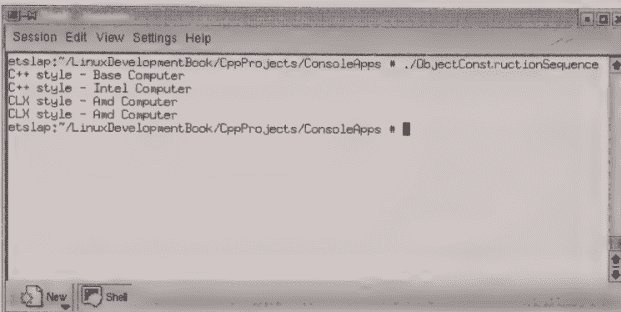 Session Edit View Settings Help
etslap:~/LinuxDevelopmentBook/CppProjects/ConsoleApps # ./ObjectConstructionSequence
C++ style - Base Computer
C++ style - Intel Computer
CLX style - Amd Computer
CLX style - Amd Computer
etslap:~/LinuxDevelopmentBook/CppProjects/ConsoleApps #
New Shell